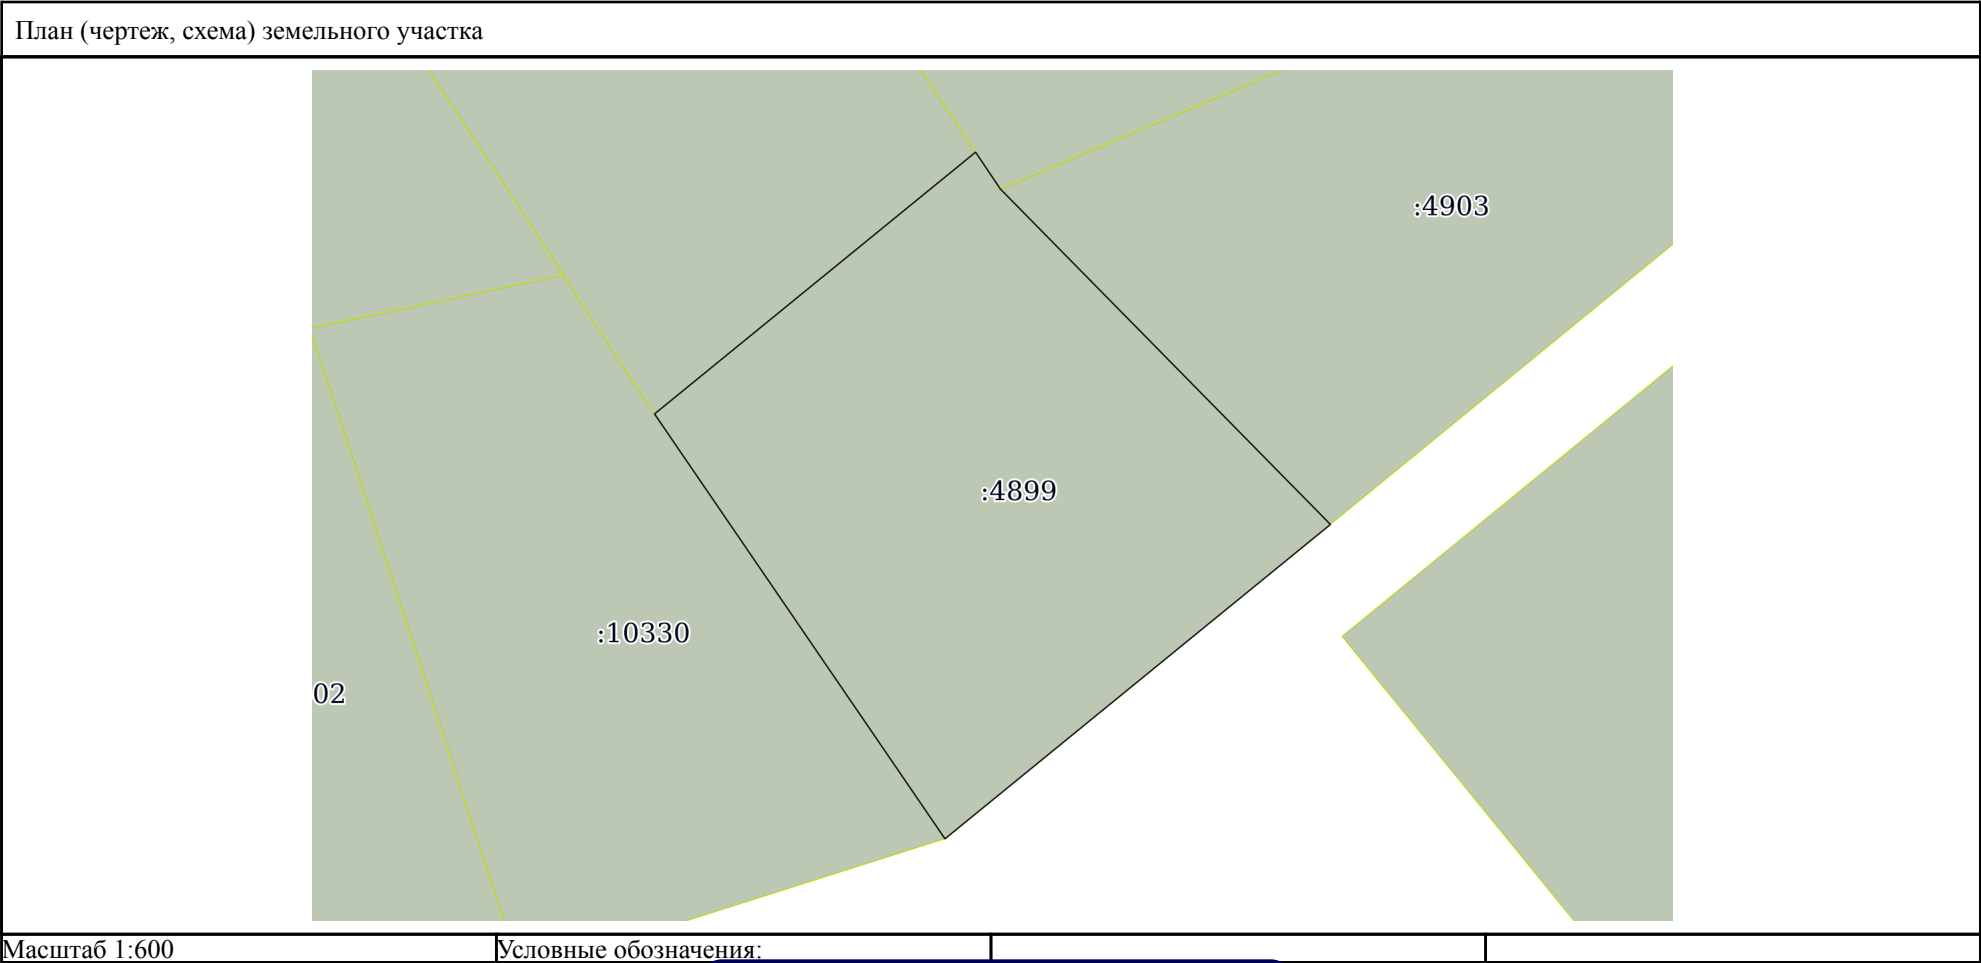 План (чертеж, схема) земельного участка
:4903
:4899
:10330
02
Масштаб 1:600
Условные обозначения: